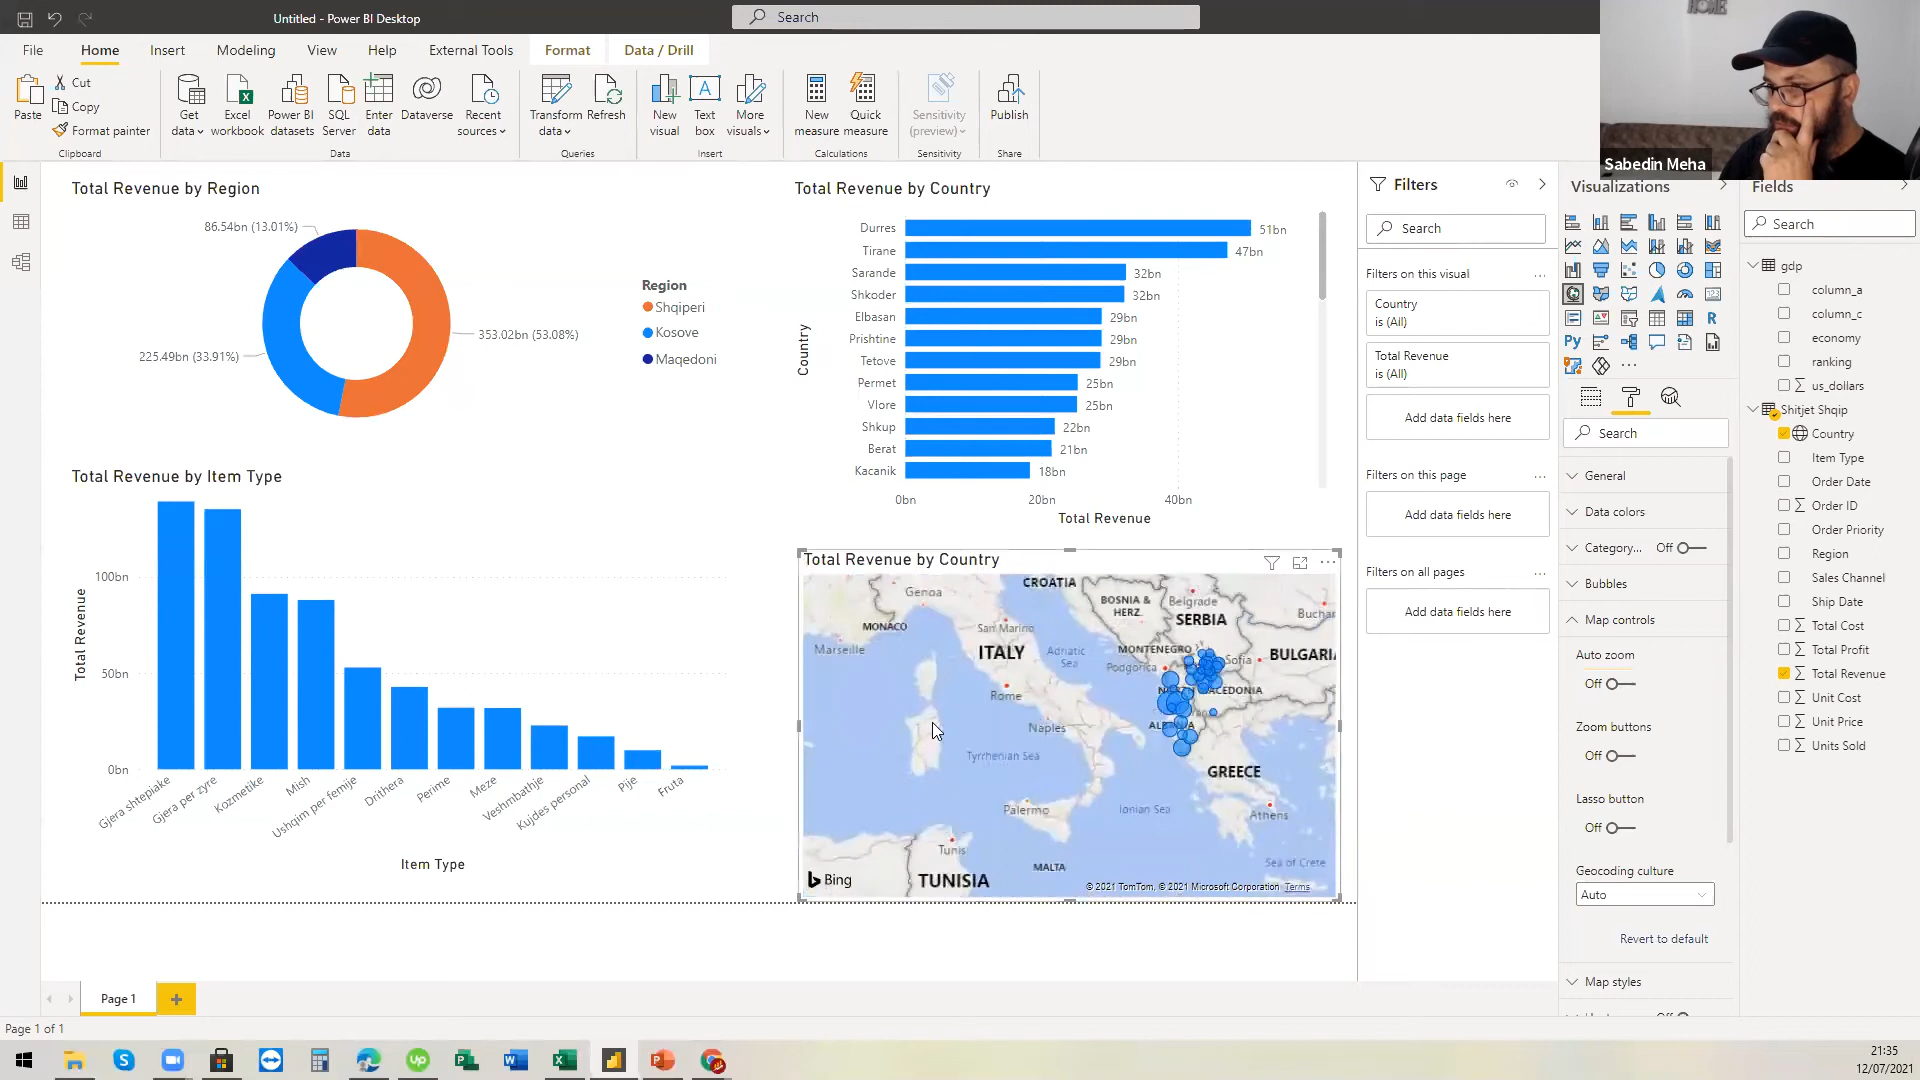 Untitled - Power BI Desktop
Search
File
Home
Insert
Modeling
View
Help
External Tools
Format
Data / Drill
Paste
Cut
Copy
Format painter
Clipboard
Get data
Excel workbook
Power BI datasets
SQL Server
Enter data
Dataverse
Recent sources
Data
Transform data
Refresh
Queries
New visual
Text box
More visuals
Insert
New measure
Quick measure
Calculations
Sensitivity (preview)
Sensitivity
Publish
Share
HOME
Sabedin Meha
Total Revenue by Region
86.54bn (13.01%)
353.02bn (53.08%)
225.49bn (33.91%)
Region
Shqiperi
Kosove
Maqedoni
Total Revenue by Country
Country
Durres 51bn
Tirane 47bn
Sarande 32bn
Shkoder 32bn
Elbasan 29bn
Prishtine 29bn
Tetove 29bn
Permet 25bn
Vlore 25bn
Shkup 22bn
Berat 21bn
Kacanik 18bn
0bn 20bn 40bn
Total Revenue
Total Revenue by Item Type
Total Revenue
100bn
50bn
0bn
Gjera shtepiake
Gjera per zyre
Kozmetike
Mish
Ushqim per femije
Drithera
Perime
Meze
Veshmbathje
Kujdes personal
Pije
Fruta
Item Type
Total Revenue by Country
CROATIA
Genoa
BOSNIA &
HERZ.
Belgrade
Buchar
MONACO
San Marino
SERBIA
Marseille
ITALY
Adriatic
Sea
MONTENEGRO
Podgorica
Sofia
BULGARI
Rome
ACEDONIA
Naples
Tyrrhenian Sea
GREECE
Palermo
Ionian Sea
Athens
Tunis
MALTA
Sea of Crete
TUNISIA
Bing
© 2021 TomTom, © 2021 Microsoft Corporation Terms
Filters
Search
Filters on this visual
Country
is (All)
Total Revenue
is (All)
Add data fields here
Filters on this page
Add data fields here
Filters on all pages
Add data fields here
Visualizations
Search
General
Data colors
Category... Off
Bubbles
Map controls
Auto zoom
Off
Zoom buttons
Off
Lasso button
Off
Geocoding culture
Auto
Revert to default
Map styles
Fields
Search
gdp
column_a
column_c
economy
ranking
us_dollars
Shitjet Shqip
Country
Item Type
Order Date
Order ID
Order Priority
Region
Sales Channel
Ship Date
Total Cost
Total Profit
Total Revenue
Unit Cost
Unit Price
Units Sold
Page 1
Page 1 of 1
21:35
12/07/2021